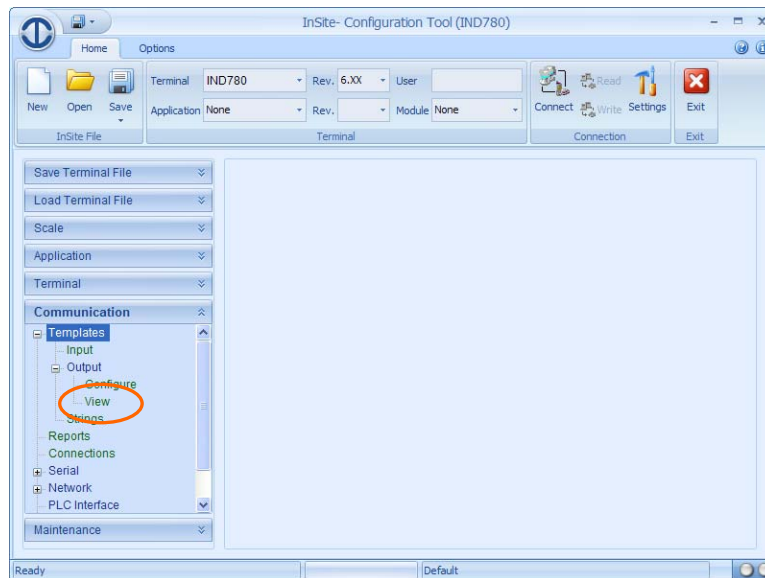 InSite- Configuration Tool (IND780)
Home Options
Terminal IND780 Rev. 6.XX User
Application None Rev. Module None
New Open Save
Connect Read Write Settings
Exit
InSite File Terminal Connection Exit
Save Terminal File
Load Terminal File
Scale
Application
Terminal
Communication
Templates
Input
Output
Configure
View
Strings
Reports
Connections
Serial
Network
PLC Interface
Maintenance
Ready Default